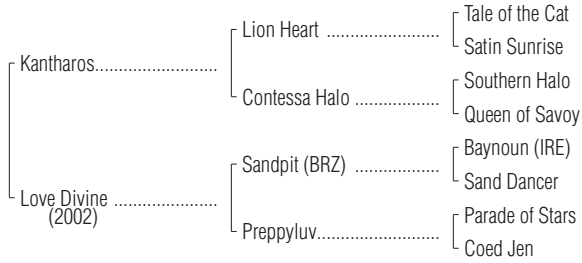 Tale of the Cat
Lion Heart ........................
Satin Sunrise
Kantharos..........................
Southern Halo
Contessa Halo .................
Queen of Savoy
Baynoun (IRE)
Sandpit (BRZ) .................
Sand Dancer
Love Divine ......................
(2002)
Parade of Stars
Preppyluv..........................
Coed Jen